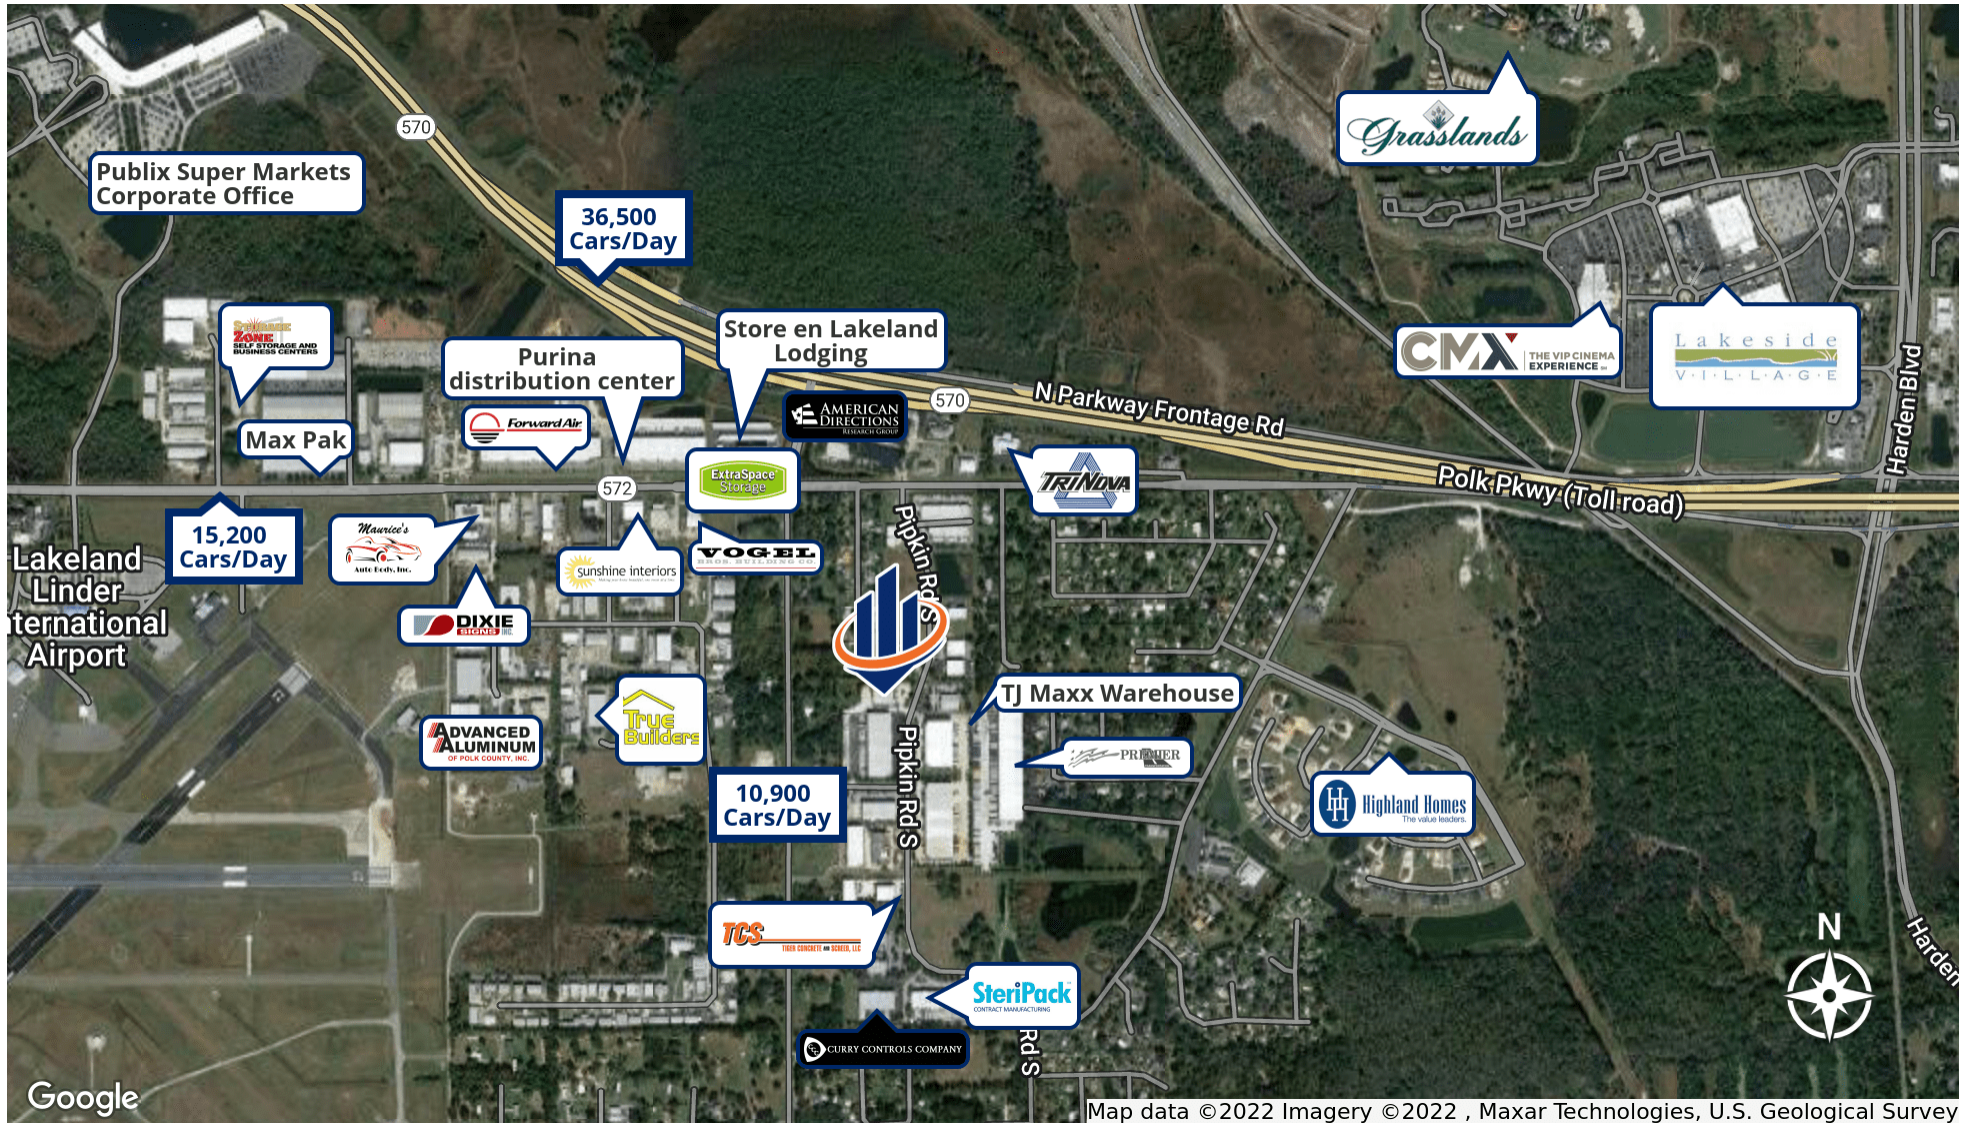 570
Grasslands
Publix Super Markets
Corporate Office
36,500
Cars/Day
STORAGE
ZONE
SELF STORAGE AND
BUSINESS CENTERS
Store en Lakeland
Lodging
Purina
distribution center
CMX
THE VIP CINEMA
EXPERIENCE
Lakeside
V·I·L·L·A·G·E
Harden Blvd
N Parkway Frontage Rd
570
AMERICAN
DIRECTIONS
RESEARCH GROUP
Forward Air
Max Pak
572
ExtraSpace
Storage
TRINOVA
Polk Pkwy (Toll road)
15,200
Cars/Day
Maurice's
Auto Body, Inc.
sunshine interiors
VOGEL
BROS. BUILDING CO.
Pipkin Rd S
Lakeland
Linder
nternational
Airport
DIXIE
SIGNS INC.
TJ Maxx Warehouse
True
Builders
ADVANCED
ALUMINUM
OF POLK COUNTY, INC.
PREMIER
Pipkin Rd S
10,900
Cars/Day
HH
Highland Homes
The value leaders.
TCS
TIGER CONCRETE AND SCREED, LLC
N
Harden
SteriPack
CONTRACT MANUFACTURING
CURRY CONTROLS COMPANY
Rd S
Google
Map data ©2022 Imagery ©2022 , Maxar Technologies, U.S. Geological Survey